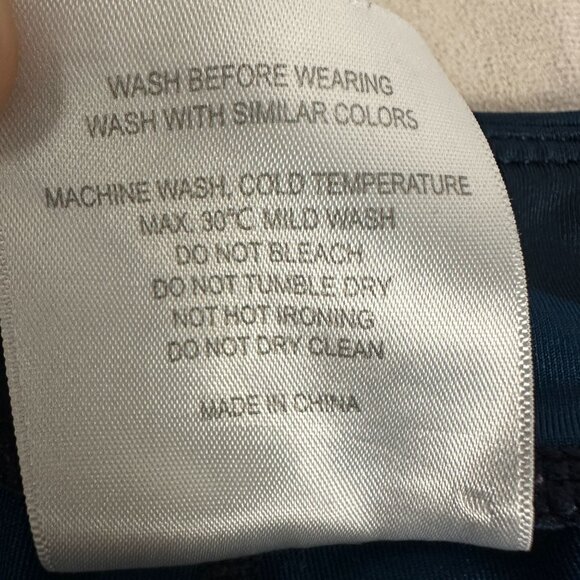 WASH BEFORE WEARING
WASH WITH SIMILAR COLORS
MACHINE WASH, COLD TEMPERATURE
MAX. 30℃ MILD WASH
DO NOT BLEACH
DO NOT TUMBLE DRY
NOT HOT IRONING
DO NOT DRY CLEAN
MADE IN CHINA